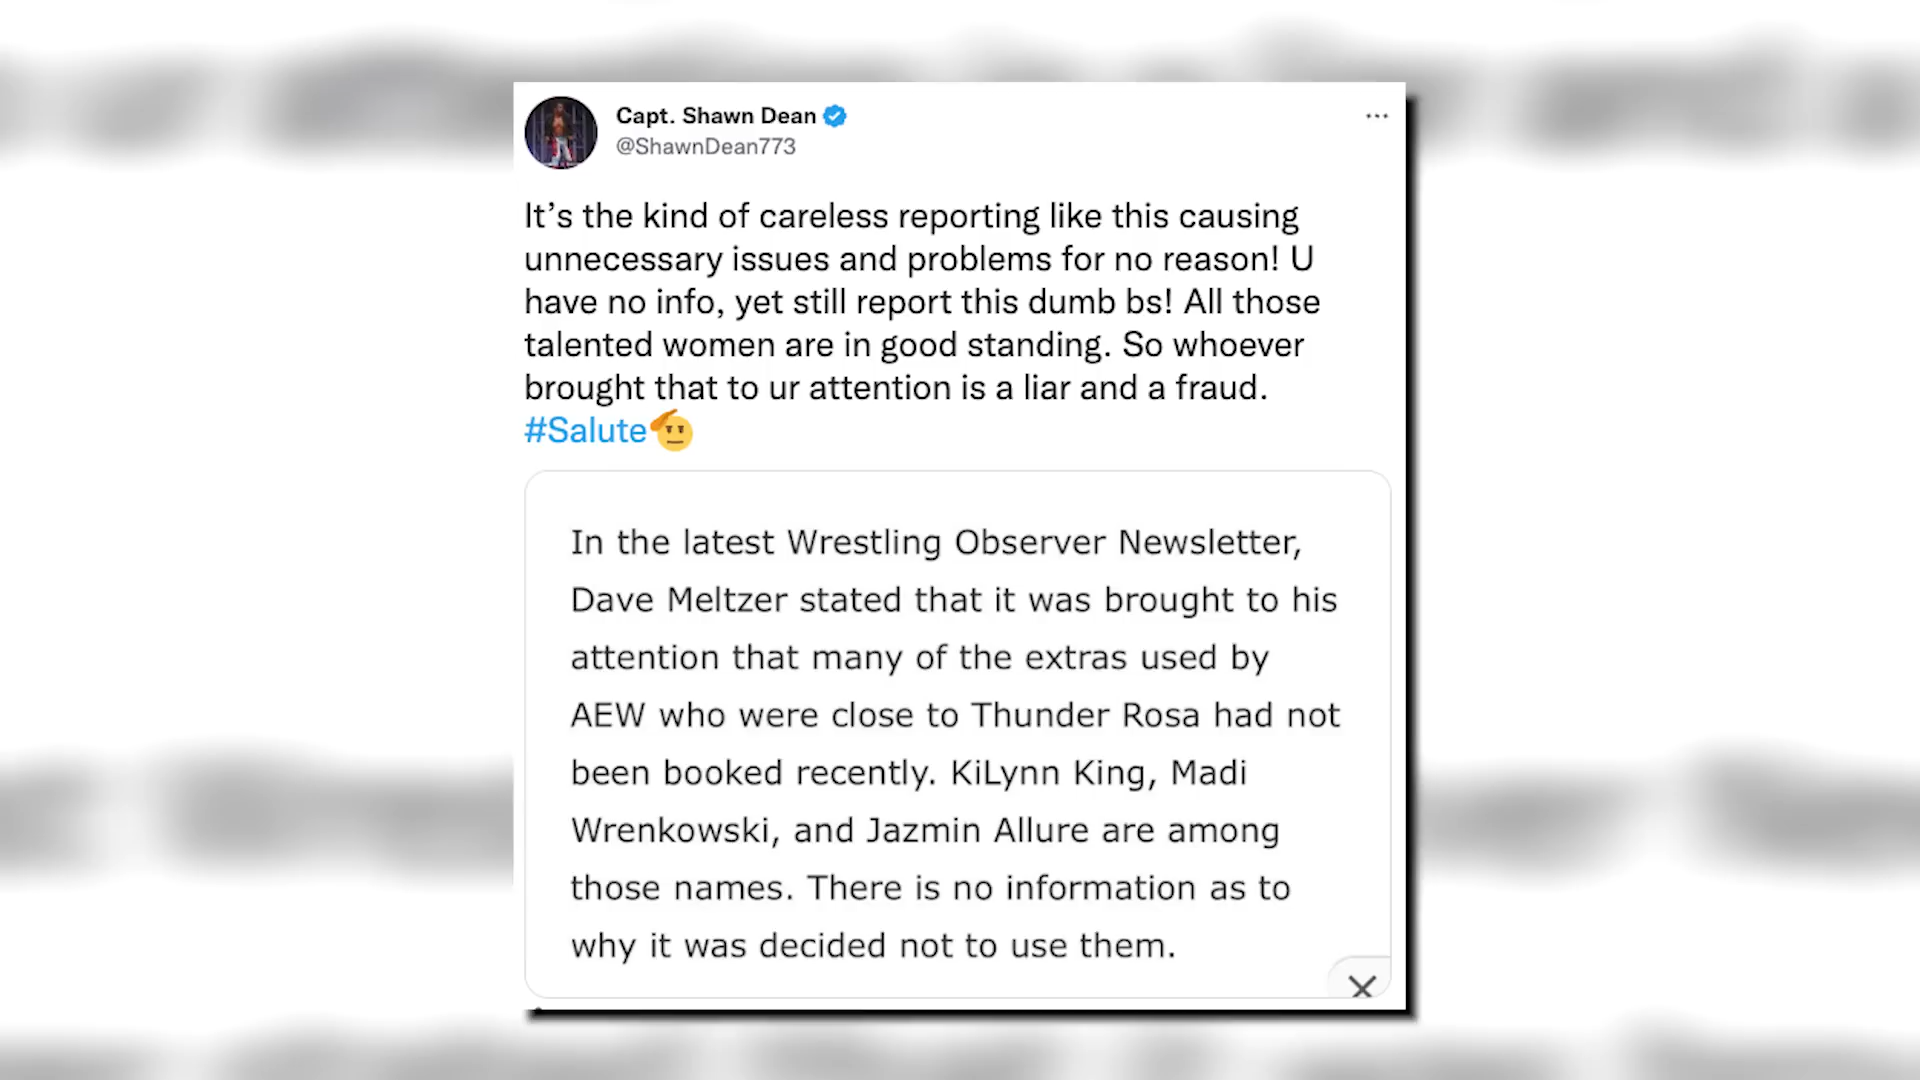 Capt. Shawn Dean
@ShawnDean773
It's the kind of careless reporting like this causing
unnecessary issues and problems for no reason! U
have no info, yet still report this dumb bs! All those
talented women are in good standing. So whoever
brought that to ur attention is a liar and a fraud.
#Salute🫡
In the latest Wrestling Observer Newsletter,
Dave Meltzer stated that it was brought to his
attention that many of the extras used by
AEW who were close to Thunder Rosa had not
been booked recently. KiLynn King, Madi
Wrenkowski, and Jazmin Allure are among
those names. There is no information as to
why it was decided not to use them.